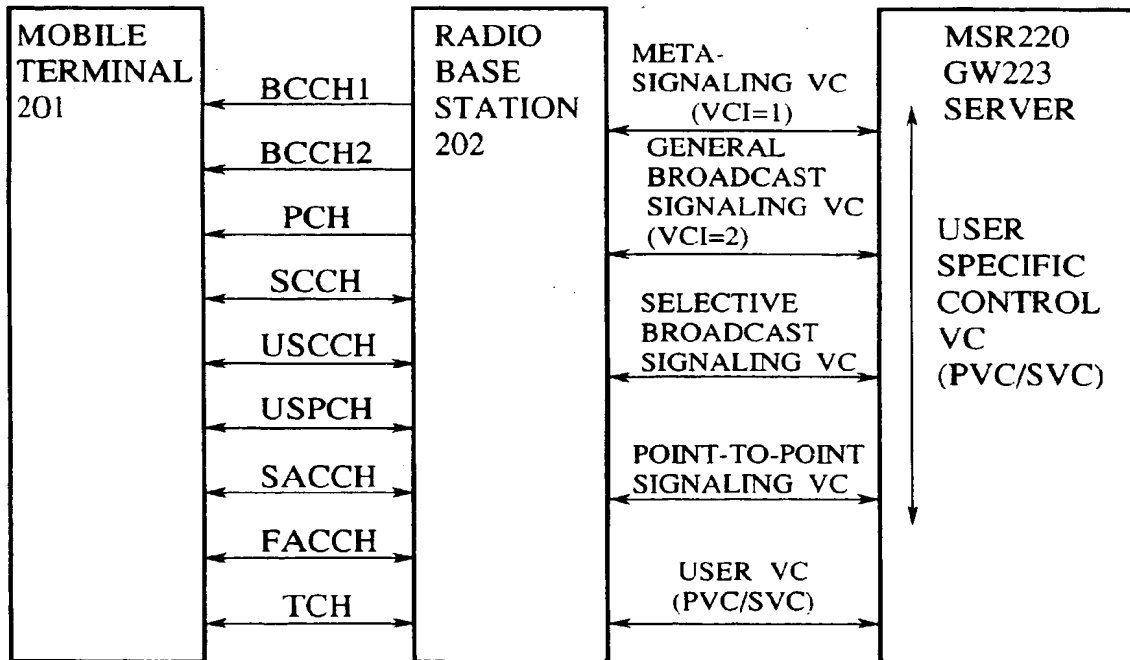 MOBILE
TERMINAL
201
BCCH1
BCCH2
PCH
SCCH
USCCH
USPCH
SACCH
FACCH
TCH
RADIO
BASE
STATION
202
META-
SIGNALING VC
(VCI=1)
GENERAL
BROADCAST
SIGNALING VC
(VCI=2)
SELECTIVE
BROADCAST
SIGNALING VC
POINT-TO-POINT
SIGNALING VC
USER VC
(PVC/SVC)
MSR220
GW223
SERVER
USER
SPECIFIC
CONTROL
VC
(PVC/SVC)